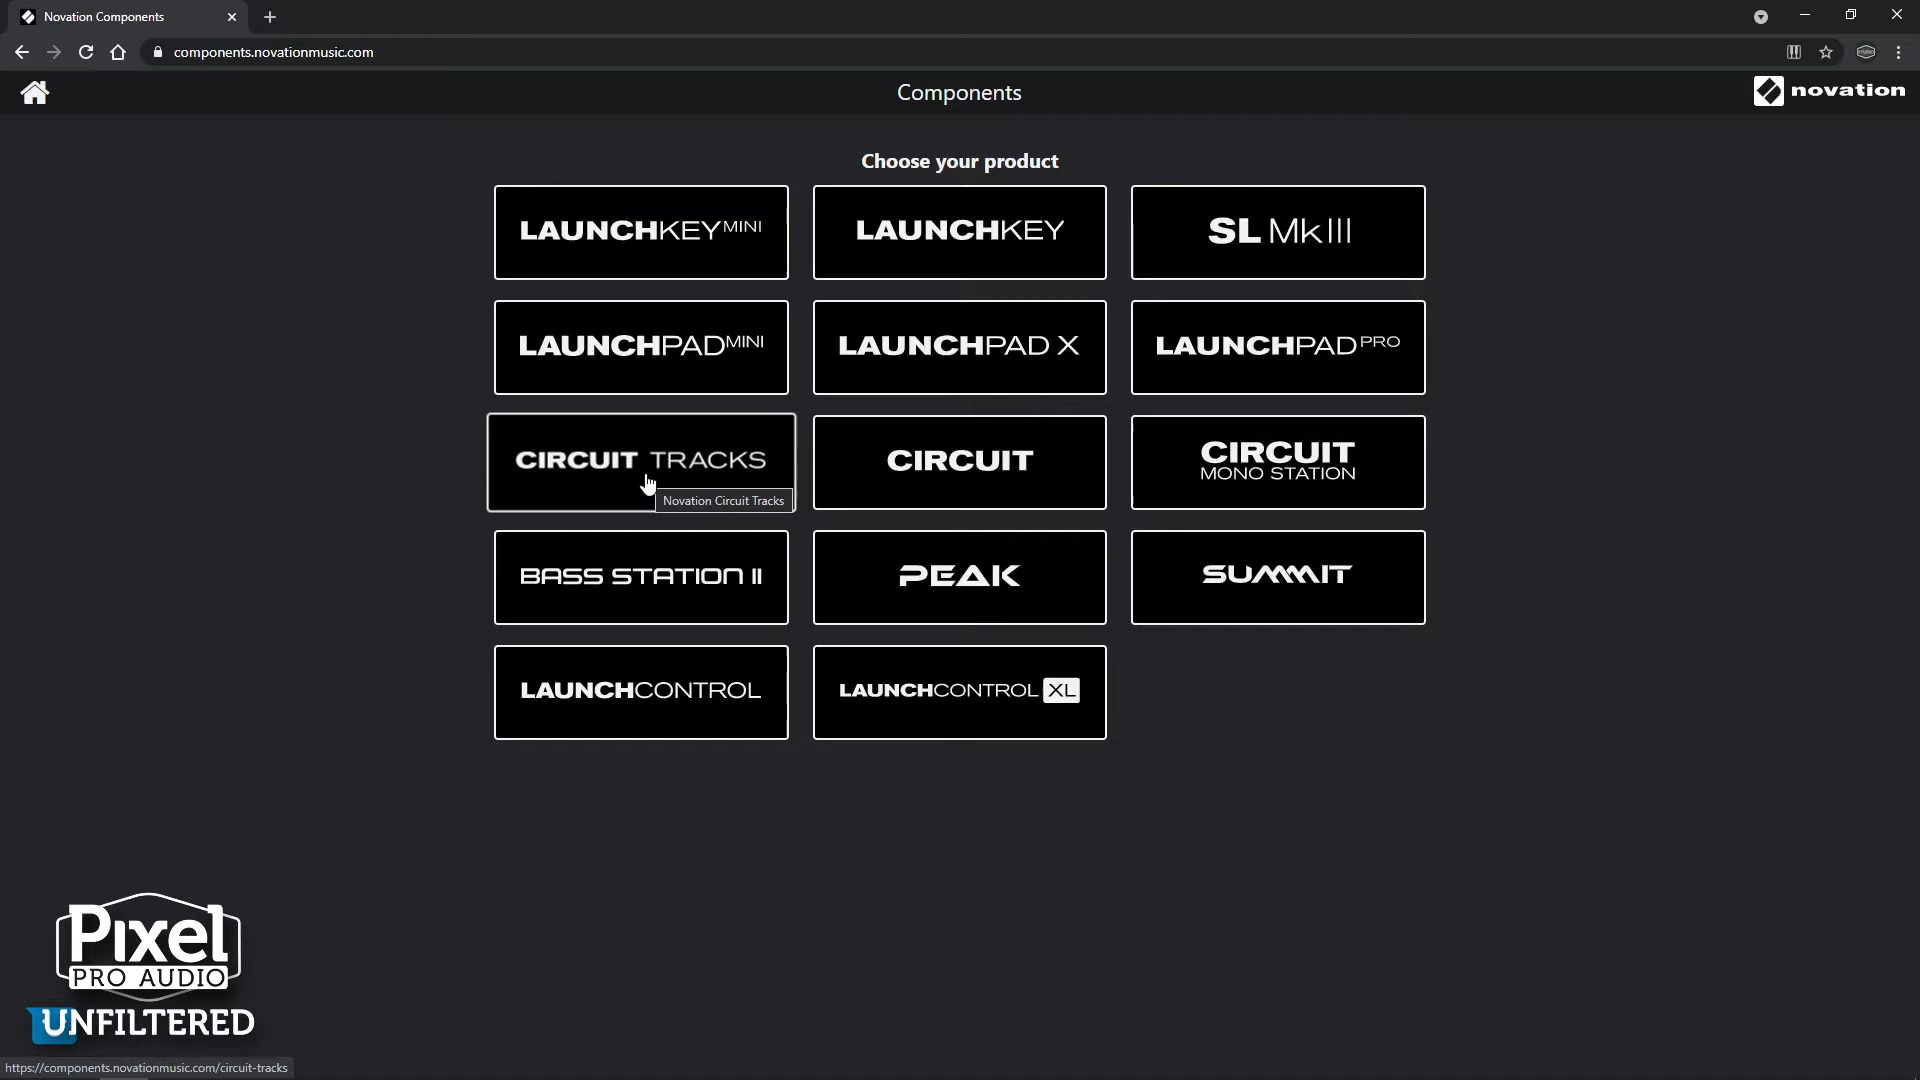 Novation Components
components.novationmusic.com
Components
novation
Choose your product
LAUNCHKEY MINI
LAUNCHKEY
SL MkIII
LAUNCHPAD MINI
LAUNCHPAD X
LAUNCHPAD PRO
CIRCUIT TRACKS
Novation Circuit Tracks
CIRCUIT
CIRCUIT
MONO STATION
BASS STATION II
PEAK
SUMMIT
LAUNCHCONTROL
LAUNCHCONTROL XL
Pixel
PRO AUDIO
UNFILTERED
https://components.novationmusic.com/circuit-tracks